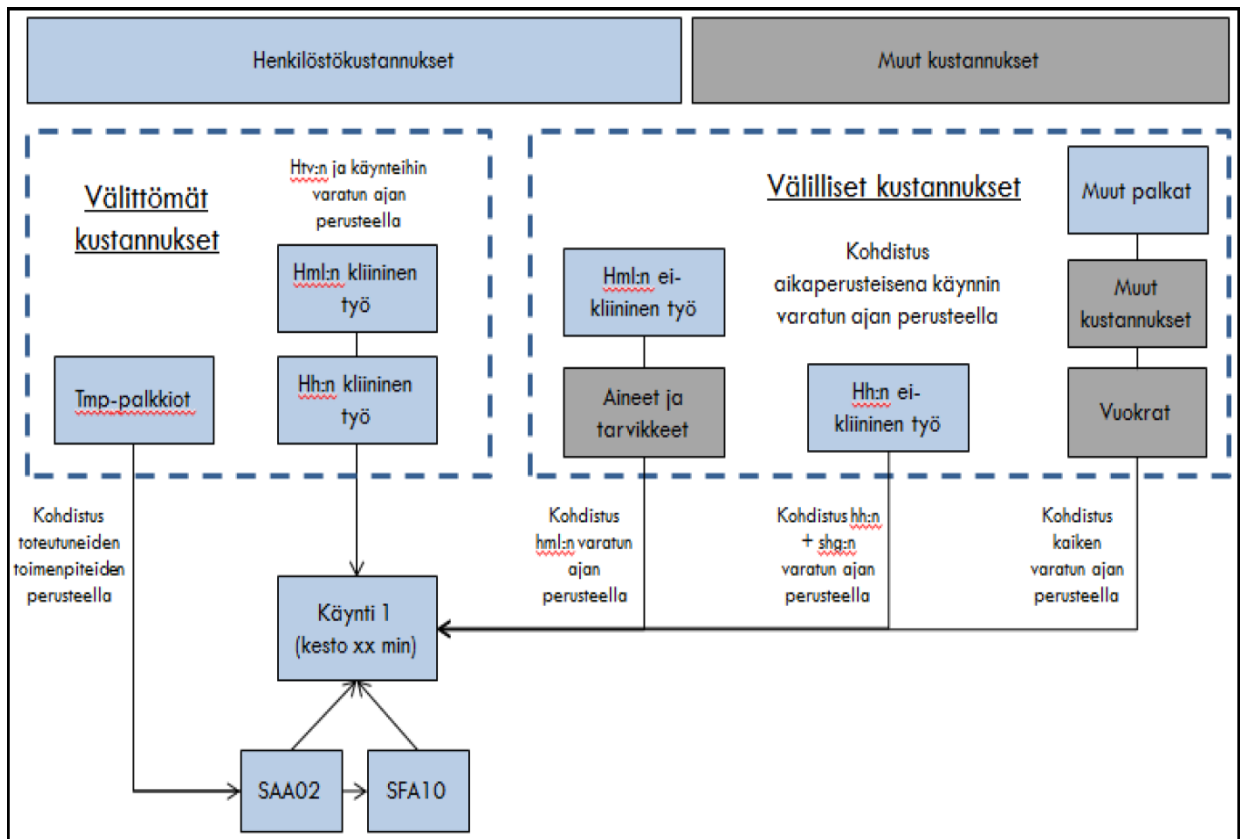 Henkilöstökustannukset
Muut kustannukset
Välittömät
kustannukset
Htv:n ja käynteihin
varatun ajan
perusteella
Hml:n kliininen
työ
Hh:n kliininen
työ
Tmp-palkkiot
Välilliset kustannukset
Kohdistus
aikaperusteisena käynnin
varatun ajan perusteella
Hml:n ei-
kliininen työ
Aineet ja
tarvikkeet
Hh:n ei-
kliininen työ
Muut palkat
Muut
kustannukset
Vuokrat
Kohdistus
toteutuneiden
toimenpiteiden
perusteella
Kohdistus
hml:n varatun
ajan
perusteella
Kohdistus hh:n
+ shg:n
varatun ajan
perusteella
Kohdistus
kaiken
varatun ajan
perusteella
Käynti 1
(kesto xx min)
SAA02
SFA10